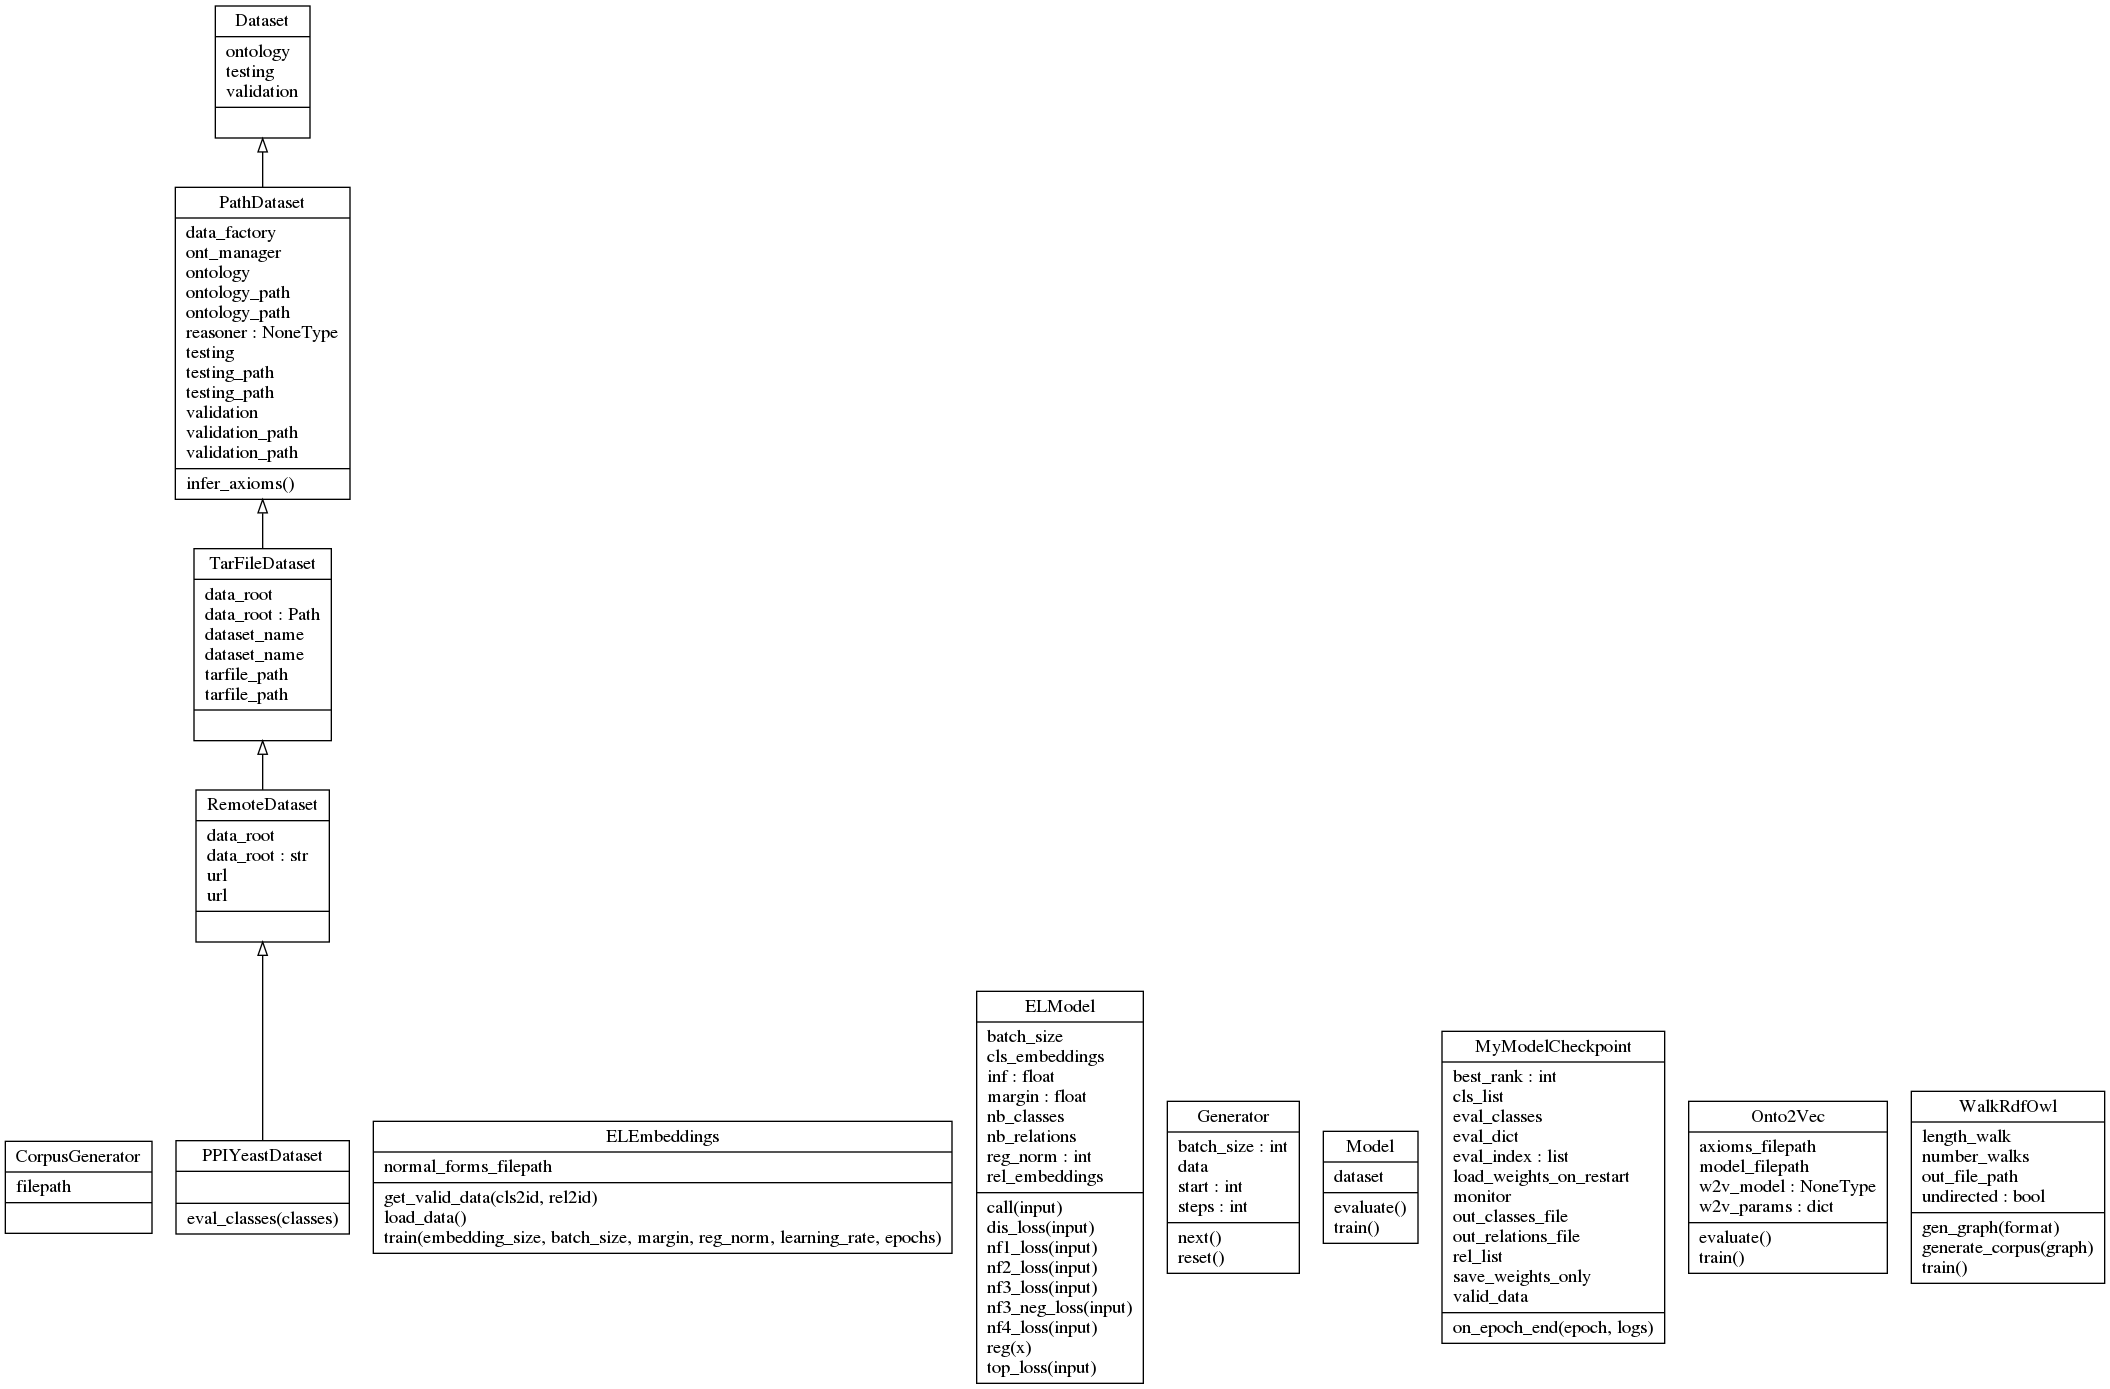 Dataset
ontology
testing
validation
PathDataset
data_factory
ont_manager
ontology
ontology_path
ontology_path
reasoner : NoneType
testing
testing_path
testing_path
validation
validation_path
validation_path
infer_axioms()
TarFileDataset
data_root
data_root : Path
dataset_name
dataset_name
tarfile_path
tarfile_path
RemoteDataset
data_root
data_root : str
url
url
CorpusGenerator
filepath
PPIYeastDataset
eval_classes(classes)
ELEmbeddings
normal_forms_filepath
get_valid_data(cls2id, rel2id)
load_data()
train(embedding_size, batch_size, margin, reg_norm, learning_rate, epochs)
ELModel
batch_size
cls_embeddings
inf : float
margin : float
nb_classes
nb_relations
reg_norm : int
rel_embeddings
call(input)
dis_loss(input)
nf1_loss(input)
nf2_loss(input)
nf3_loss(input)
nf3_neg_loss(input)
nf4_loss(input)
reg(x)
top_loss(input)
Generator
batch_size : int
data
start : int
steps : int
next()
reset()
Model
dataset
evaluate()
train()
MyModelCheckpoint
best_rank : int
cls_list
eval_classes
eval_dict
eval_index : list
load_weights_on_restart
monitor
out_classes_file
out_relations_file
rel_list
save_weights_only
valid_data
on_epoch_end(epoch, logs)
Onto2Vec
axioms_filepath
model_filepath
w2v_model : NoneType
w2v_params : dict
evaluate()
train()
WalkRdfOwl
length_walk
number_walks
out_file_path
undirected : bool
gen_graph(format)
generate_corpus(graph)
train()